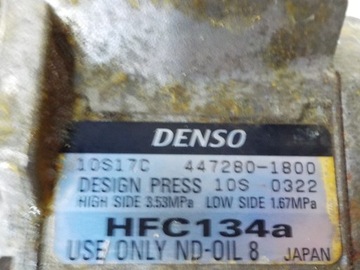 DENSO
10S17C 447280-1800
DESIGN PRESS 10S 0322
HIGH SIDE 3.53MPa LOW SIDE 1.67MPa
HFC134a
USE ONLY ND-OIL 8 JAPAN